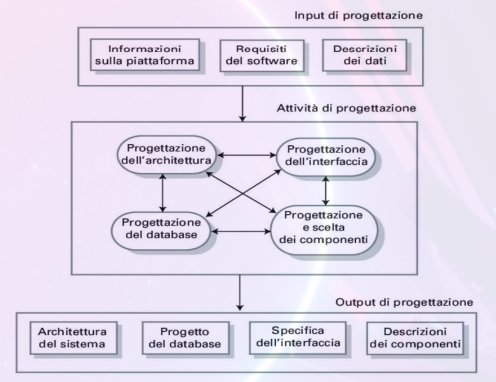 Input di progettazione
Informazioni
sulla piattaforma
Requisiti
del software
Descrizioni
dei dati
Attività di progettazione
Progettazione
dell'architettura
Progettazione
dell'interfaccia
Progettazione
del database
Progettazione
e scelta
dei componenti
Output di progettazione
Architettura
del sistema
Progetto
del database
Specifica
dell'interfaccia
Descrizioni
dei componenti